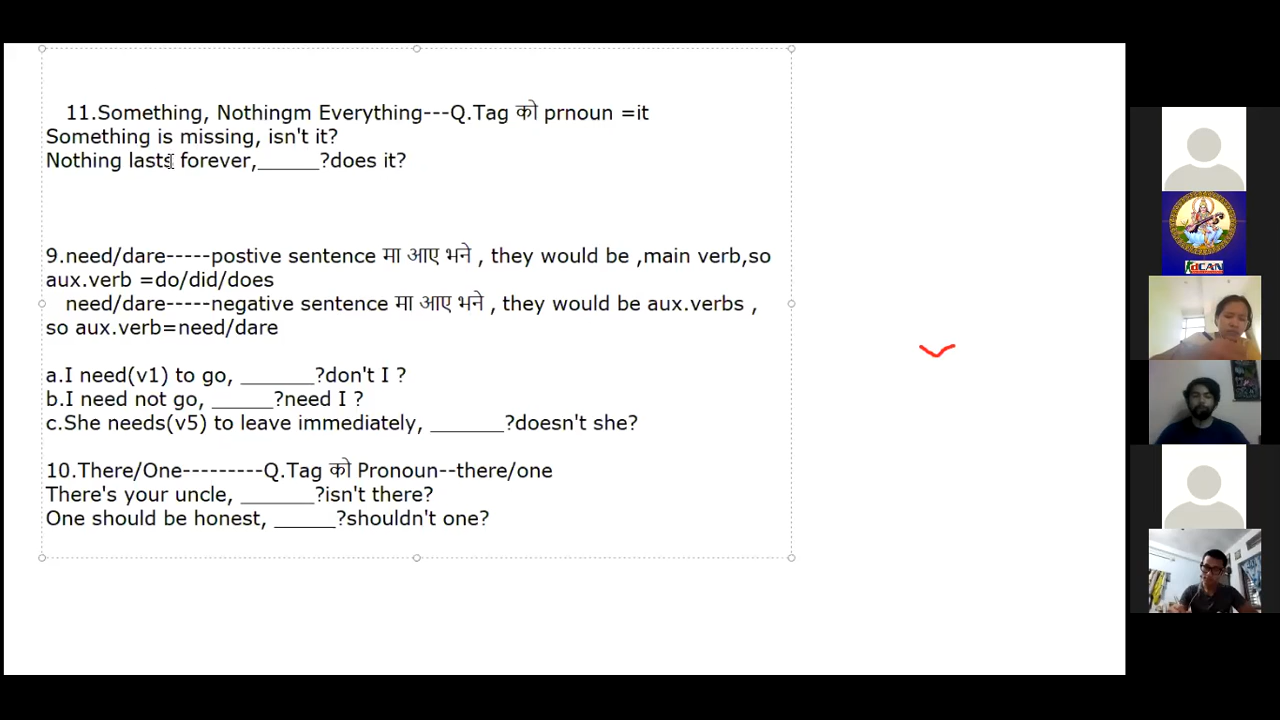 11.Something, Nothingm Everything---Q.Tag को prnoun =it
Something is missing, isn't it?
Nothing lasts forever,______?does it?
9.need/dare-----postive sentence मा आए भने , they would be ,main verb,so
aux.verb =do/did/does
need/dare-----negative sentence मा आए भने , they would be aux.verbs ,
so aux.verb=need/dare
a.I need(v1) to go, _______?don't I ?
b.I need not go, ______?need I ?
c.She needs(v5) to leave immediately, _______?doesn't she?
10.There/One---------Q.Tag को Pronoun--there/one
There's your uncle, _______?isn't there?
One should be honest, ______?shouldn't one?